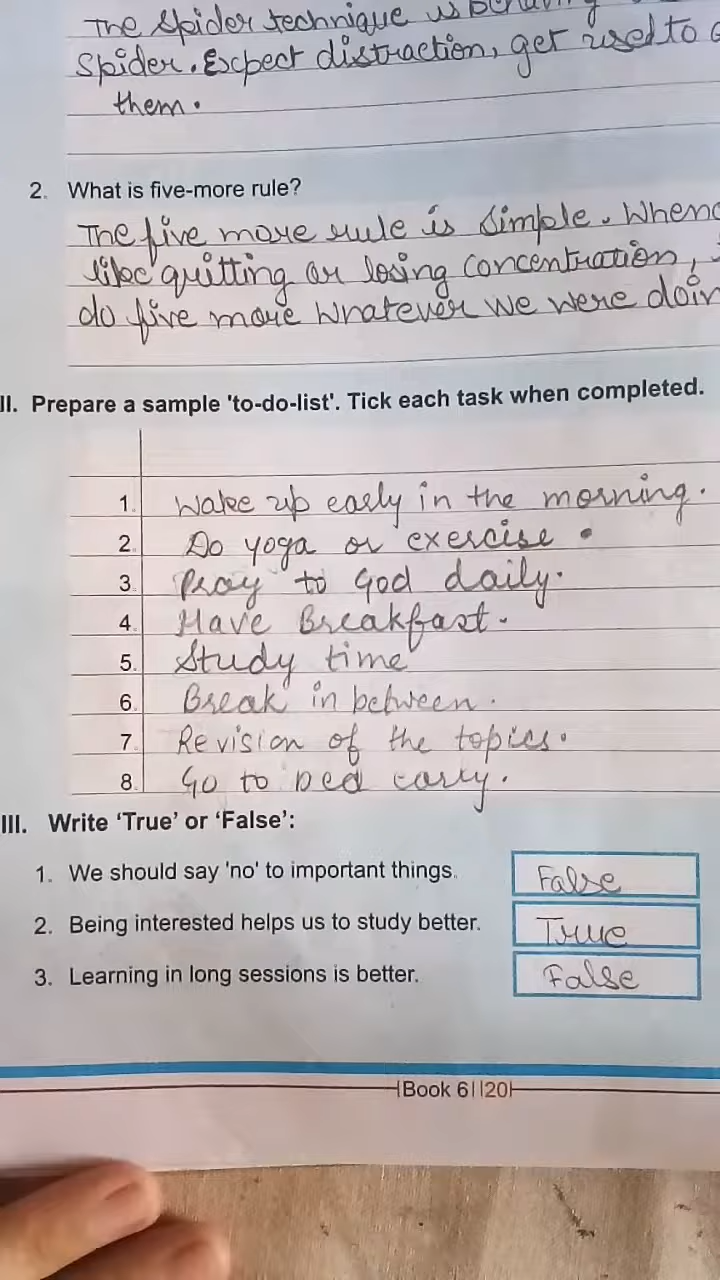 The spider technique is behaving
spider. Expect distraction, get used to
them.
2. What is five-more rule?
The five more rule is simple. Whene
like quitting or losing concentration,
do five more whatever we were doin
II. Prepare a sample 'to-do-list'. Tick each task when completed.
1. Wake up early in the morning.
2. Do yoga or exercise.
3. Pray to God daily.
4. Have Breakfast.
5. Study time
6. Break in between.
7. Revision of the topics.
8. Go to bed early.
III. Write 'True' or 'False':
1. We should say 'no' to important things. False
2. Being interested helps us to study better. True
3. Learning in long sessions is better. False
Book 6||20